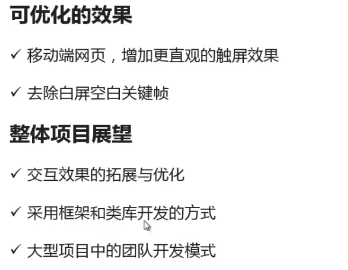 可优化的效果
✓ 移动端网页，增加更直观的触屏效果
✓ 去除白屏空白关键帧
整体项目展望
✓ 交互效果的拓展与优化
✓ 采用框架和类库开发的方式
✓ 大型项目中的团队开发模式